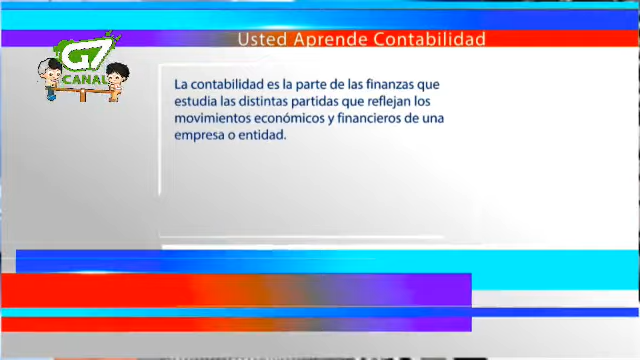 Usted Aprende Contabilidad
G7
CANAL
La contabilidad es la parte de las finanzas que
estudia las distintas partidas que reflejan los
movimientos económicos y financieros de una
empresa o entidad.